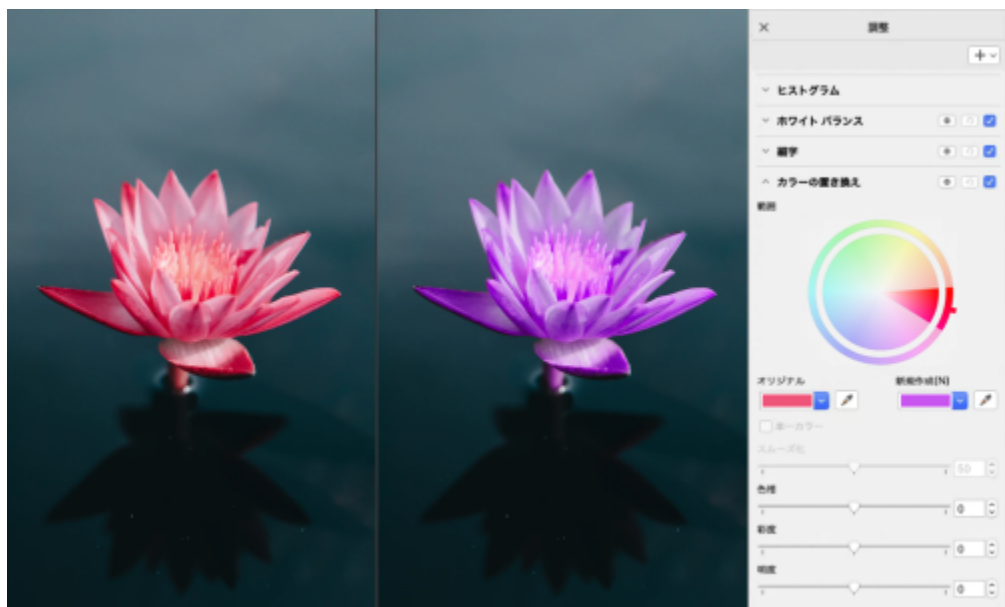 調整
ヒストグラム
ホワイト バランス
細字
カラーの置き換え
範囲
オリジナル
新規作成[N]
単一カラー
スムーズ化
50
色相
0
彩度
0
明度
0